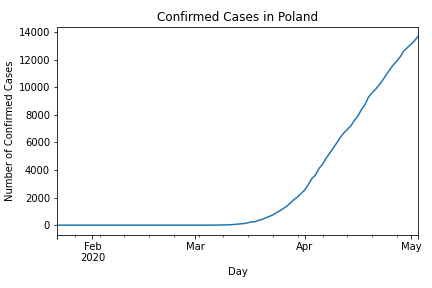 Confirmed Cases in Poland
14000
12000
10000
8000
6000
4000
2000
0
Number of Confirmed Cases
Feb
2020
Mar
Apr
May
Day